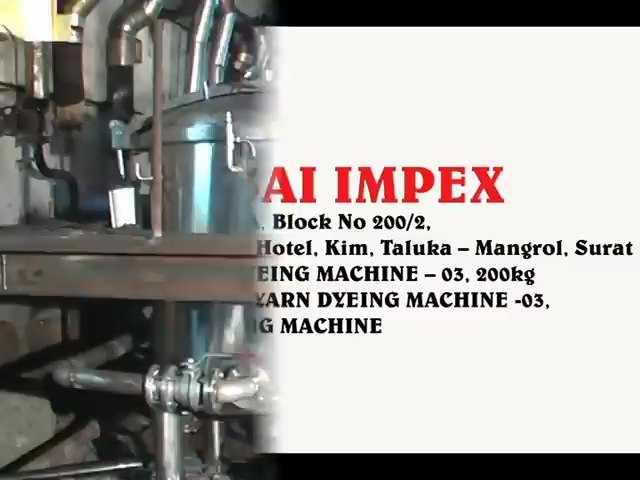 AI IMPEX
, Block No 200/2,
Hotel, Kim, Taluka – Mangrol, Surat
EING MACHINE – 03, 200kg
YARN DYEING MACHINE -03,
G MACHINE